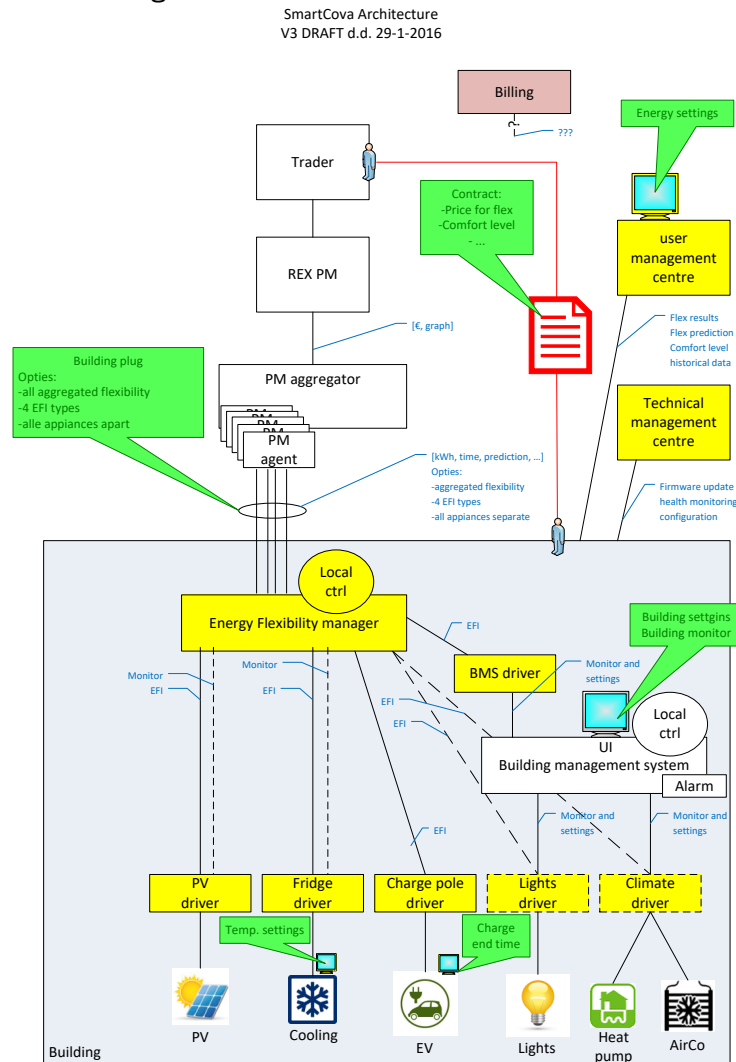 SmartCova Architecture
V3 DRAFT d.d. 29-1-2016
Billing
???
Energy settings
Trader
Contract:
-Price for flex
-Comfort level
- ...
user
management
centre
REX PM
[€, graph]
Flex results
Flex prediction
Comfort level
historical data
Building plug
Opties:
-all aggregated flexibility
-4 EFI types
-alle appiances apart
PM aggregator
PM
PM
PM
PM
PM
agent
Technical
management
centre
[kWh, time, prediction, ...]
Opties:
-aggregated flexibility
-4 EFI types
-all appiances separate
Firmware update
health monitoring
configuration
Local
ctrl
Energy Flexibility manager
EFI
Building settgins
Building monitor
Monitor
EFI
Monitor
EFI
BMS driver
Monitor and
settings
EFI
EFI
Local
ctrl
UI
Building management system
Alarm
EFI
Monitor and
settings
Monitor and
settings
PV
driver
Fridge
driver
Charge pole
driver
Lights
driver
Climate
driver
Temp. settings
Charge
end time
PV
Cooling
EV
Lights
Heat
pump
AirCo
Building